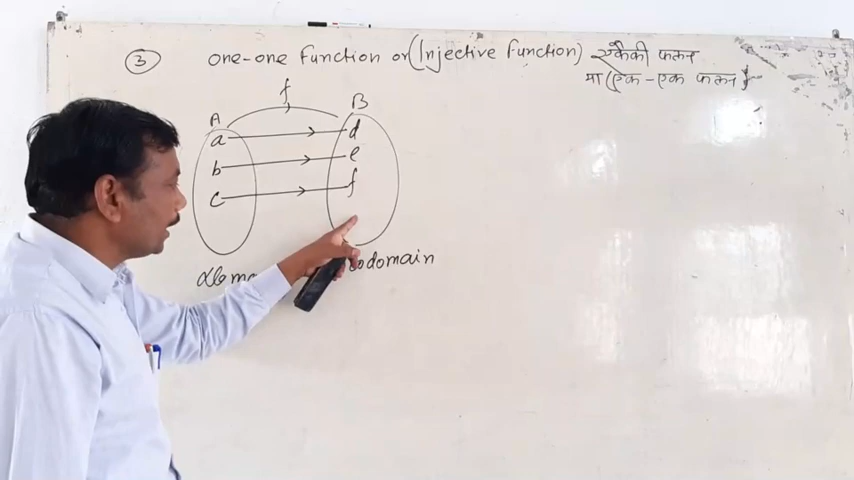 ③ one-one Function or (Injective Function) एकैकी फलन
या (एक-एक फलन)
f
A B
a d
b e
c f
codomain